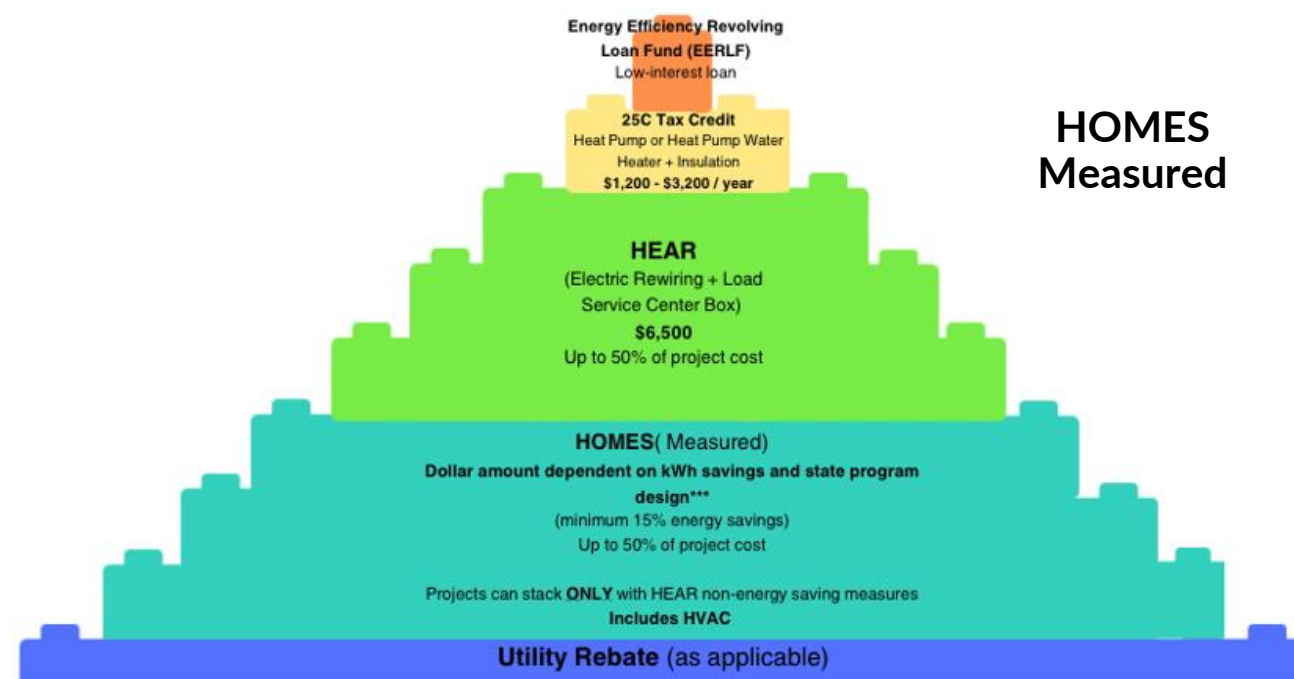 Energy Efficiency Revolving
Loan Fund (EERLF)
Low-interest loan
25C Tax Credit
Heat Pump or Heat Pump Water
Heater + Insulation
$1,200 - $3,200 / year
HOMES
Measured
HEAR
(Electric Rewiring + Load
Service Center Box)
$6,500
Up to 50% of project cost
HOMES( Measured)
Dollar amount dependent on kWh savings and state program
design***
(minimum 15% energy savings)
Up to 50% of project cost
Projects can stack ONLY with HEAR non-energy saving measures
Includes HVAC
Utility Rebate (as applicable)